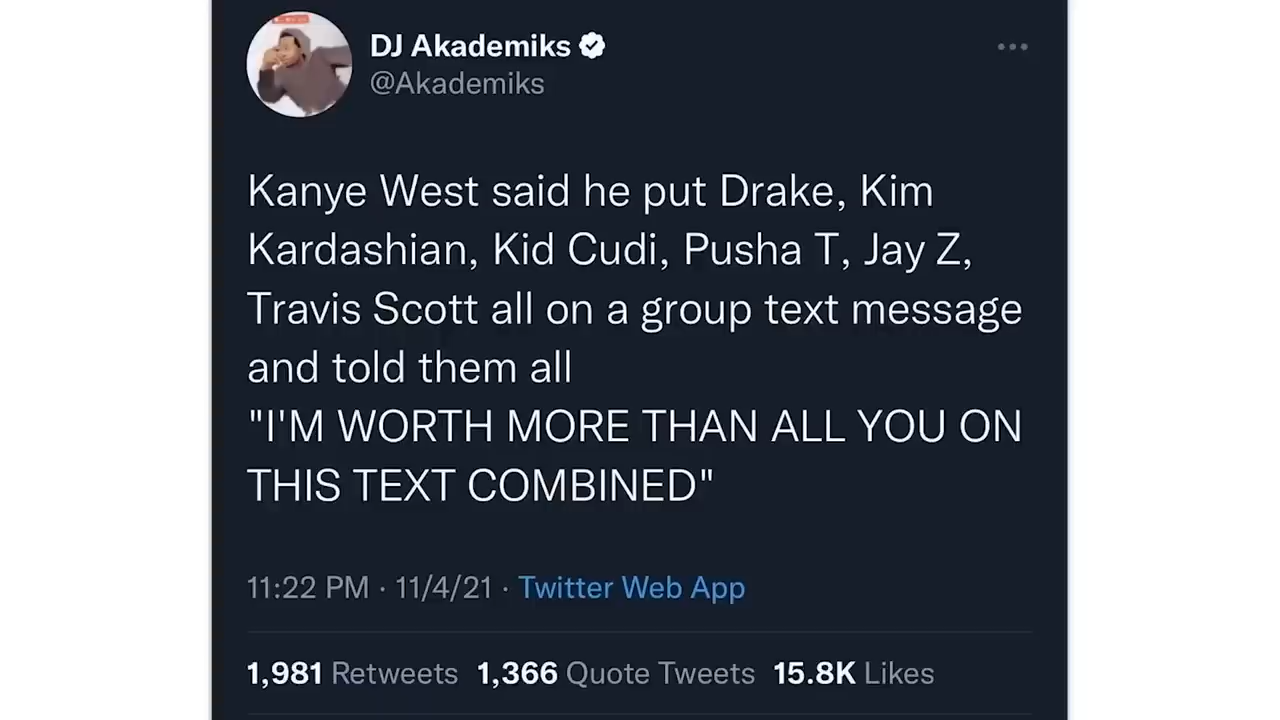 DJ Akademiks
@Akademiks
Kanye West said he put Drake, Kim
Kardashian, Kid Cudi, Pusha T, Jay Z,
Travis Scott all on a group text message
and told them all
"I'M WORTH MORE THAN ALL YOU ON
THIS TEXT COMBINED"
11:22 PM · 11/4/21 · Twitter Web App
1,981 Retweets 1,366 Quote Tweets 15.8K Likes